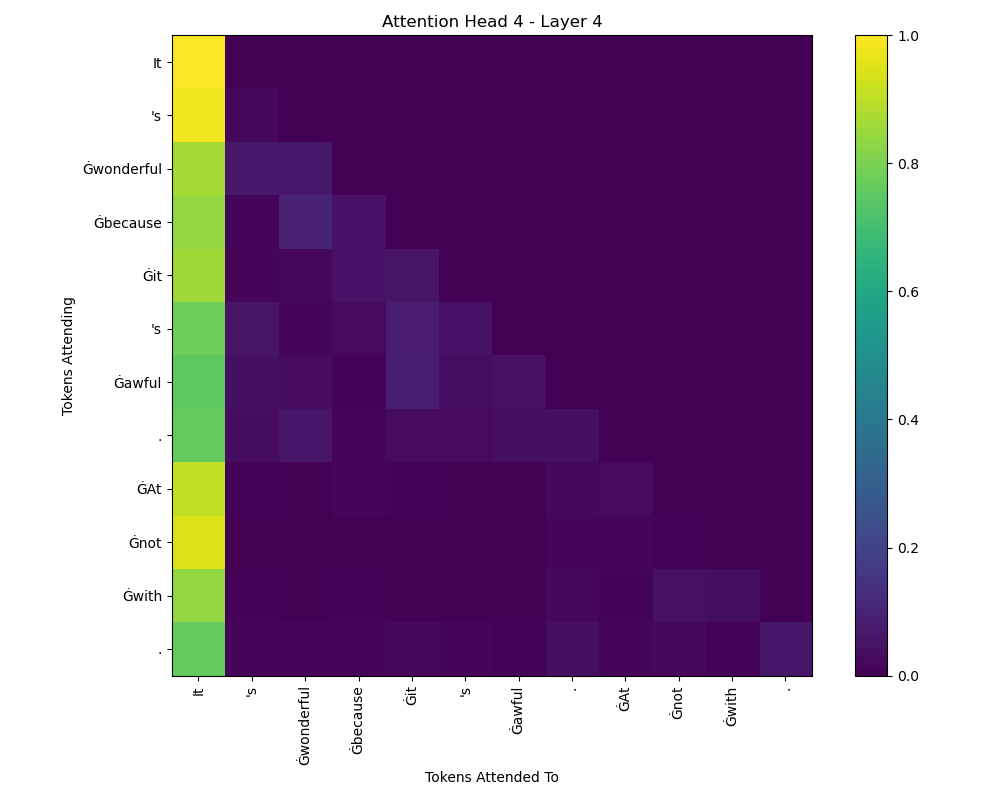 Attention Head 4 - Layer 4
It
's
Ġwonderful
Ġbecause
Ġit
's
Ġawful
.
ĠAt
Ġnot
Ġwith
.
Tokens Attending
It
's
Ġwonderful
Ġbecause
Ġit
's
Ġawful
.
ĠAt
Ġnot
Ġwith
.
Tokens Attended To
1.0
0.8
0.6
0.4
0.2
0.0